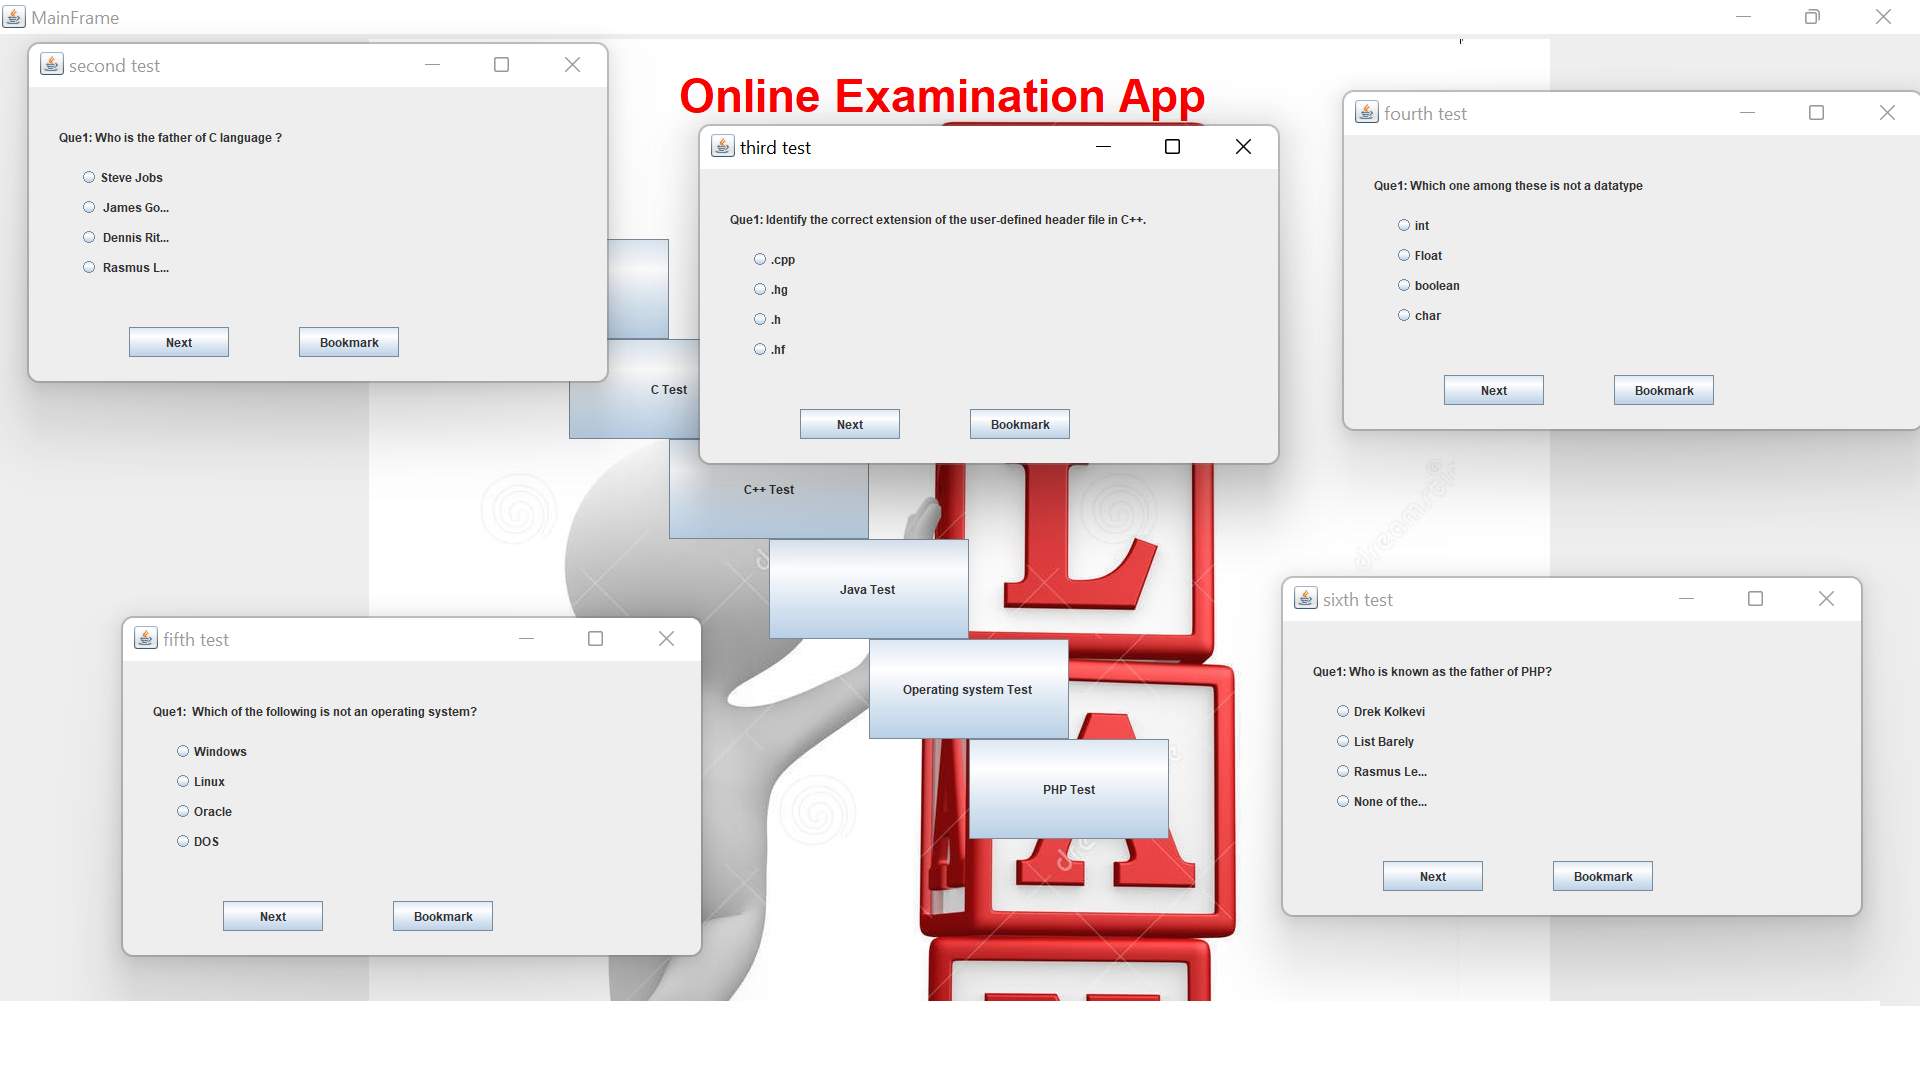 MainFrame
Online Examination App
second test
Que1: Who is the father of C language ?
Steve Jobs
James Go...
Dennis Rit...
Rasmus L...
Next
Bookmark
third test
Que1: Identify the correct extension of the user-defined header file in C++.
.cpp
.hg
.h
.hf
Next
Bookmark
fourth test
Que1: Which one among these is not a datatype
int
Float
boolean
char
Next
Bookmark
C Test
C++ Test
Java Test
Operating system Test
PHP Test
fifth test
Que1: Which of the following is not an operating system?
Windows
Linux
Oracle
DOS
Next
Bookmark
sixth test
Que1: Who is known as the father of PHP?
Drek Kolkevi
List Barely
Rasmus Le...
None of the...
Next
Bookmark
L
A